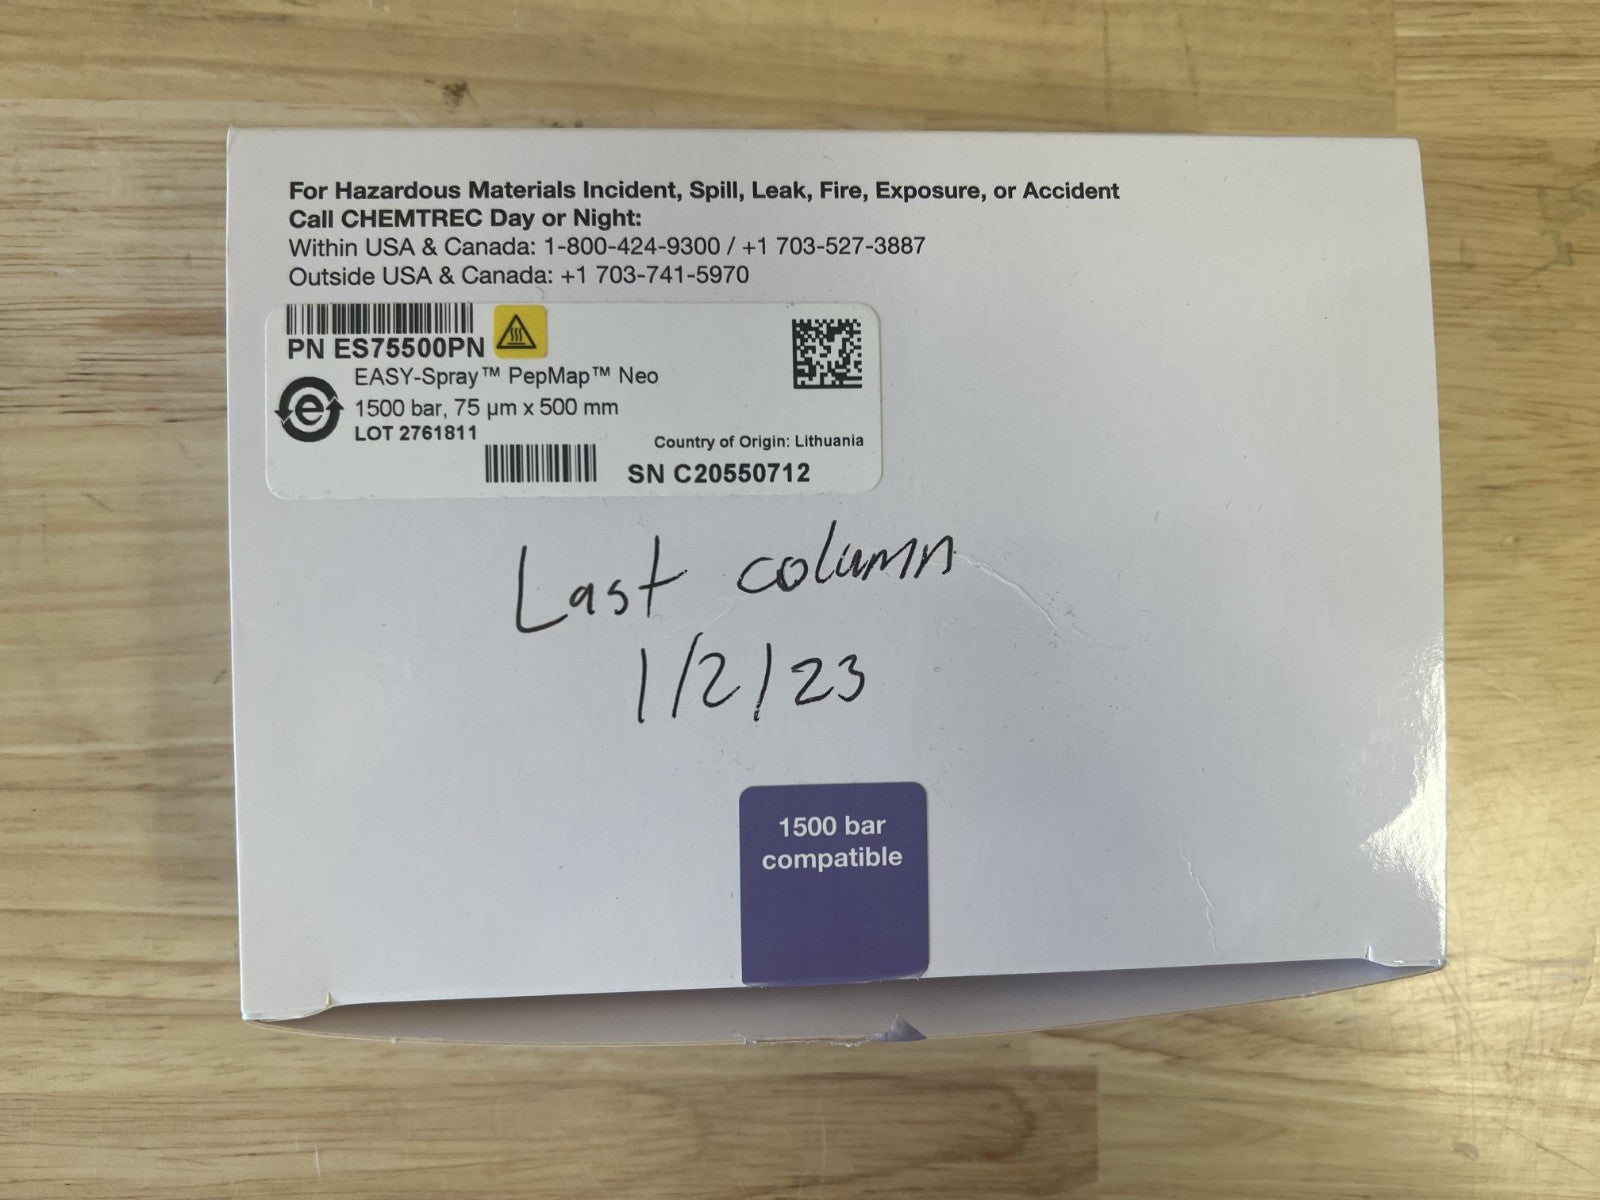 For Hazardous Materials Incident, Spill, Leak, Fire, Exposure, or Accident
Call CHEMTREC Day or Night:
Within USA & Canada: 1-800-424-9300 / +1 703-527-3887
Outside USA & Canada: +1 703-741-5970
PN ES75500PN
EASY-Spray™ PepMap™ Neo
e
1500 bar, 75 µm x 500 mm
LOT 2761811
Country of Origin: Lithuania
SN C20550712
Last column
1/2/23
1500 bar
compatible